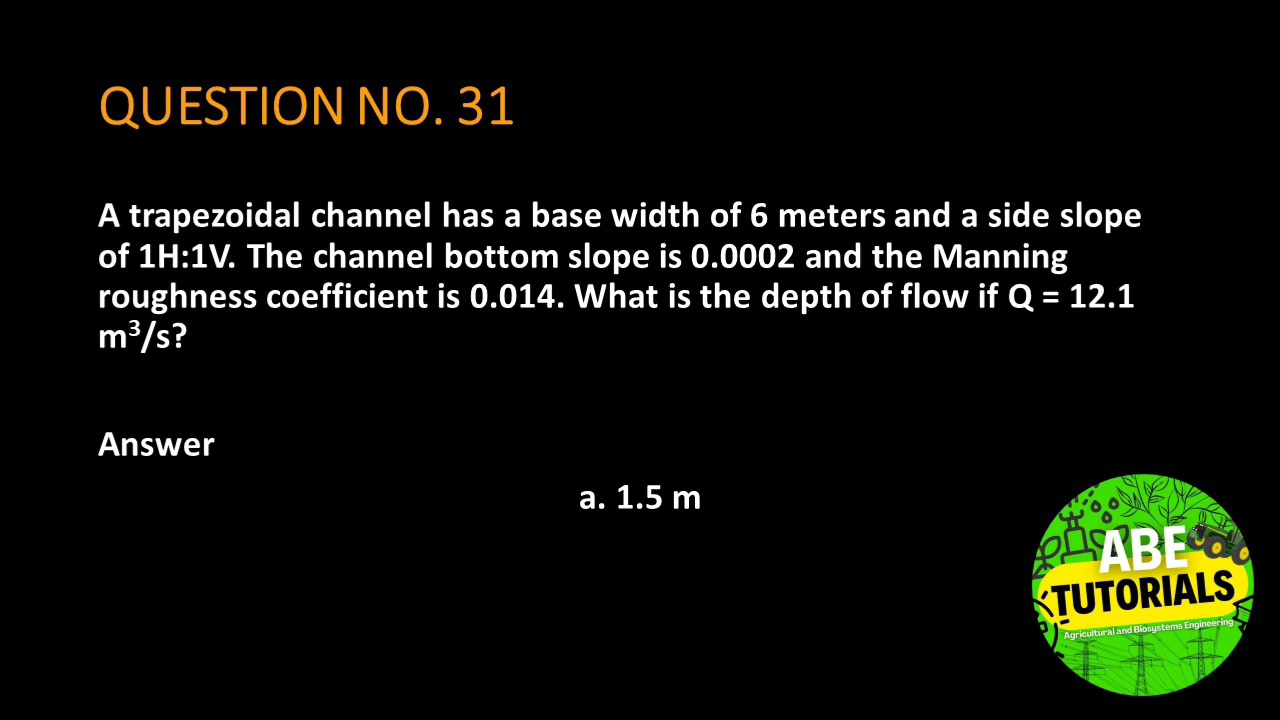 QUESTION NO. 31
A trapezoidal channel has a base width of 6 meters and a side slope
of 1H:1V. The channel bottom slope is 0.0002 and the Manning
roughness coefficient is 0.014. What is the depth of flow if Q = 12.1
m³/s?
Answer
a. 1.5 m
ABE
TUTORIALS
Agricultural and Biosystems Engineering